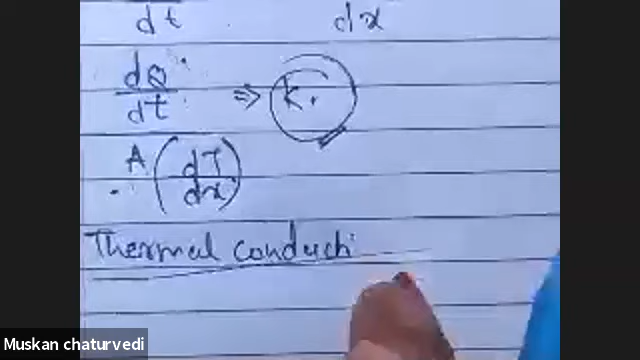 dt dx
dQ
dt ⇒ K.
A ( dT
dx )
Thermal conducti
Muskan chaturvedi